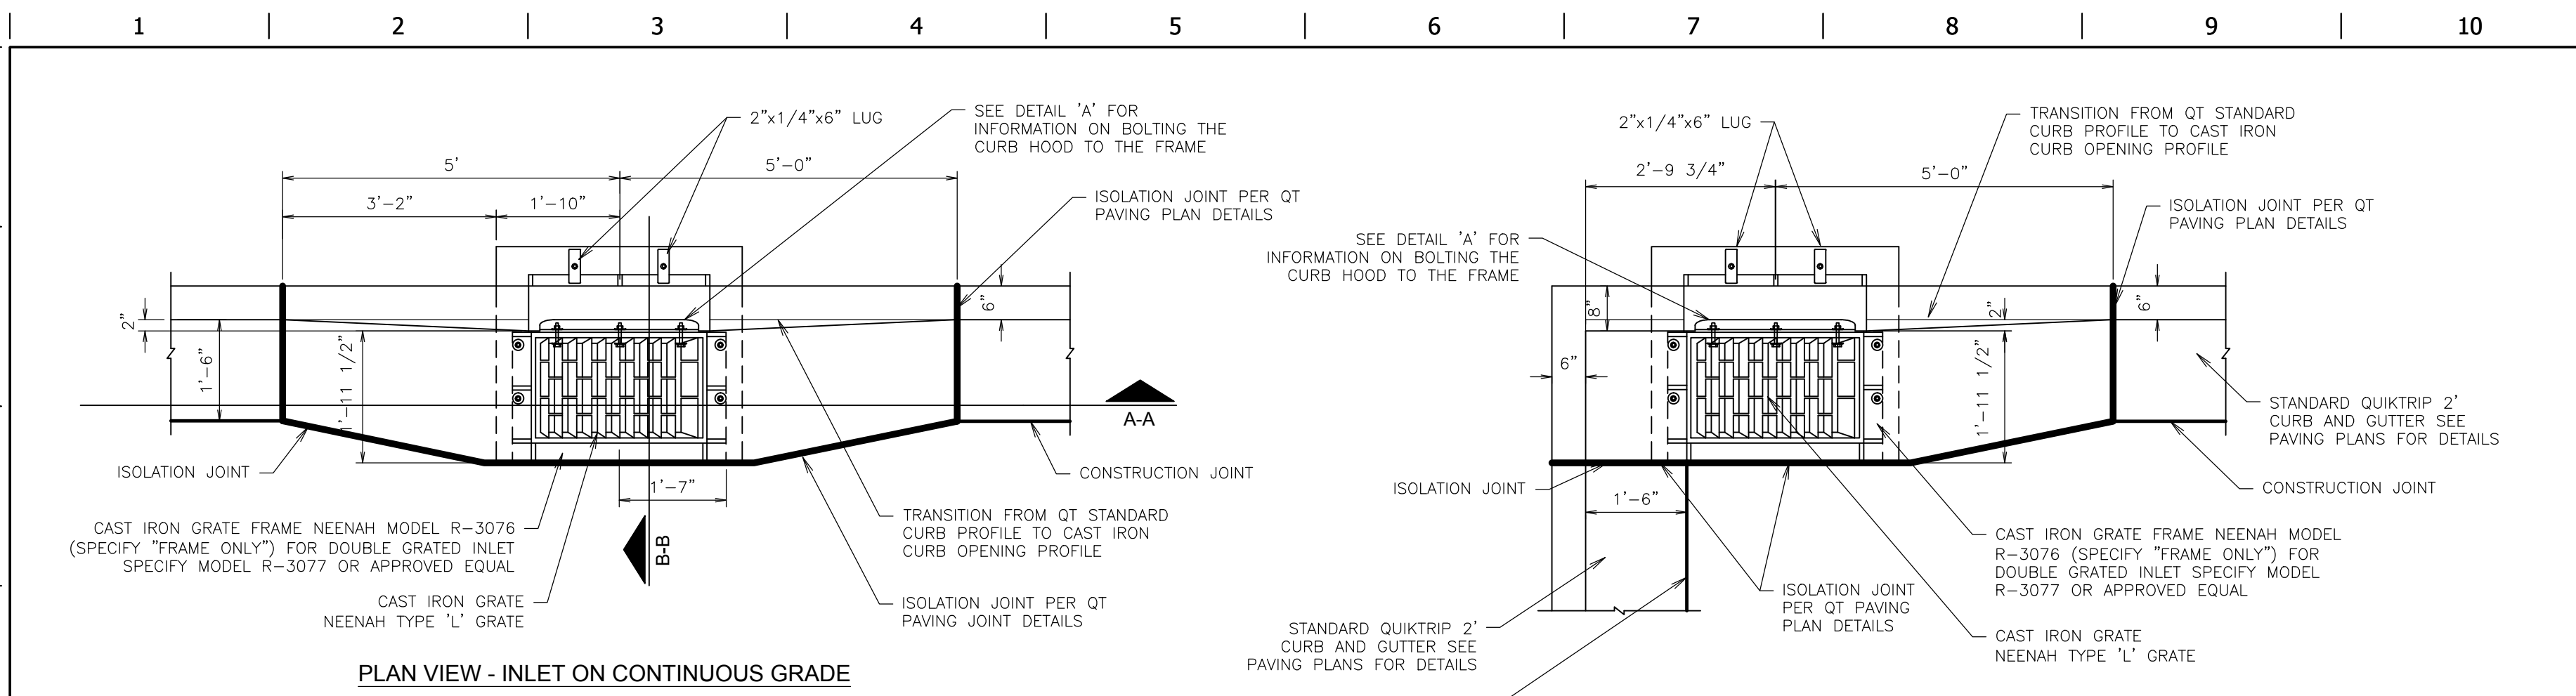 1 2 3 4 5 6 7 8 9 10
2"x1/4"x6" LUG
SEE DETAIL 'A' FOR
INFORMATION ON BOLTING THE
CURB HOOD TO THE FRAME
5'
5'-0"
3'-2"
1'-10"
ISOLATION JOINT PER QT
PAVING PLAN DETAILS
6"
2"
1'-6"
1'-11 1/2"
A-A
ISOLATION JOINT
CONSTRUCTION JOINT
1'-7"
B-B
CAST IRON GRATE FRAME NEENAH MODEL R-3076
(SPECIFY "FRAME ONLY") FOR DOUBLE GRATED INLET
SPECIFY MODEL R-3077 OR APPROVED EQUAL
TRANSITION FROM QT STANDARD
CURB PROFILE TO CAST IRON
CURB OPENING PROFILE
CAST IRON GRATE
NEENAH TYPE 'L' GRATE
ISOLATION JOINT PER QT
PAVING JOINT DETAILS
PLAN VIEW - INLET ON CONTINUOUS GRADE
2"x1/4"x6" LUG
TRANSITION FROM QT STANDARD
CURB PROFILE TO CAST IRON
CURB OPENING PROFILE
2'-9 3/4"
5'-0"
ISOLATION JOINT PER QT
PAVING PLAN DETAILS
SEE DETAIL 'A' FOR
INFORMATION ON BOLTING THE
CURB HOOD TO THE FRAME
8"
2"
6"
6"
1'-11 1/2"
STANDARD QUIKTRIP 2'
CURB AND GUTTER SEE
PAVING PLANS FOR DETAILS
ISOLATION JOINT
1'-6"
CONSTRUCTION JOINT
CAST IRON GRATE FRAME NEENAH MODEL
R-3076 (SPECIFY "FRAME ONLY") FOR
DOUBLE GRATED INLET SPECIFY MODEL
R-3077 OR APPROVED EQUAL
ISOLATION JOINT
PER QT PAVING
PLAN DETAILS
STANDARD QUIKTRIP 2'
CURB AND GUTTER SEE
PAVING PLANS FOR DETAILS
CAST IRON GRATE
NEENAH TYPE 'L' GRATE